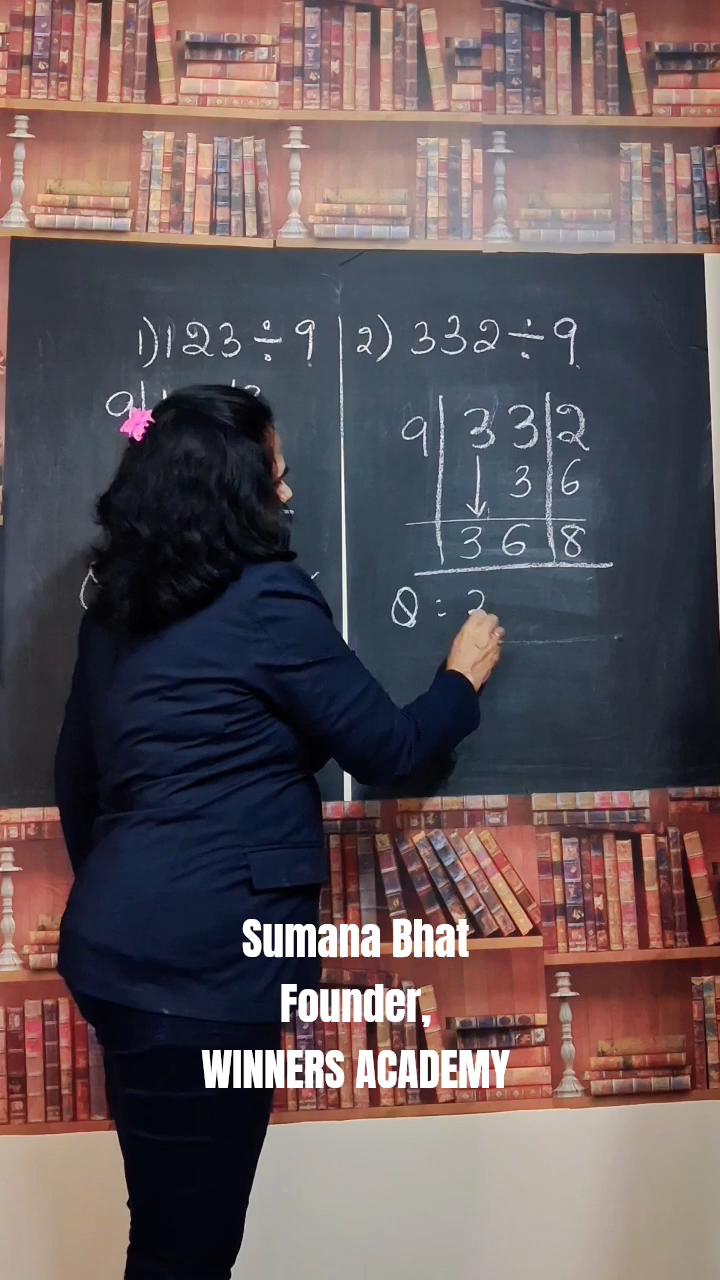 1) 123 ÷ 9
9
2) 332 ÷ 9
9 | 3 3 | 2
↓ 3 | 6
3 6 | 8
Q :
Sumana Bhat
Founder,
WINNERS ACADEMY